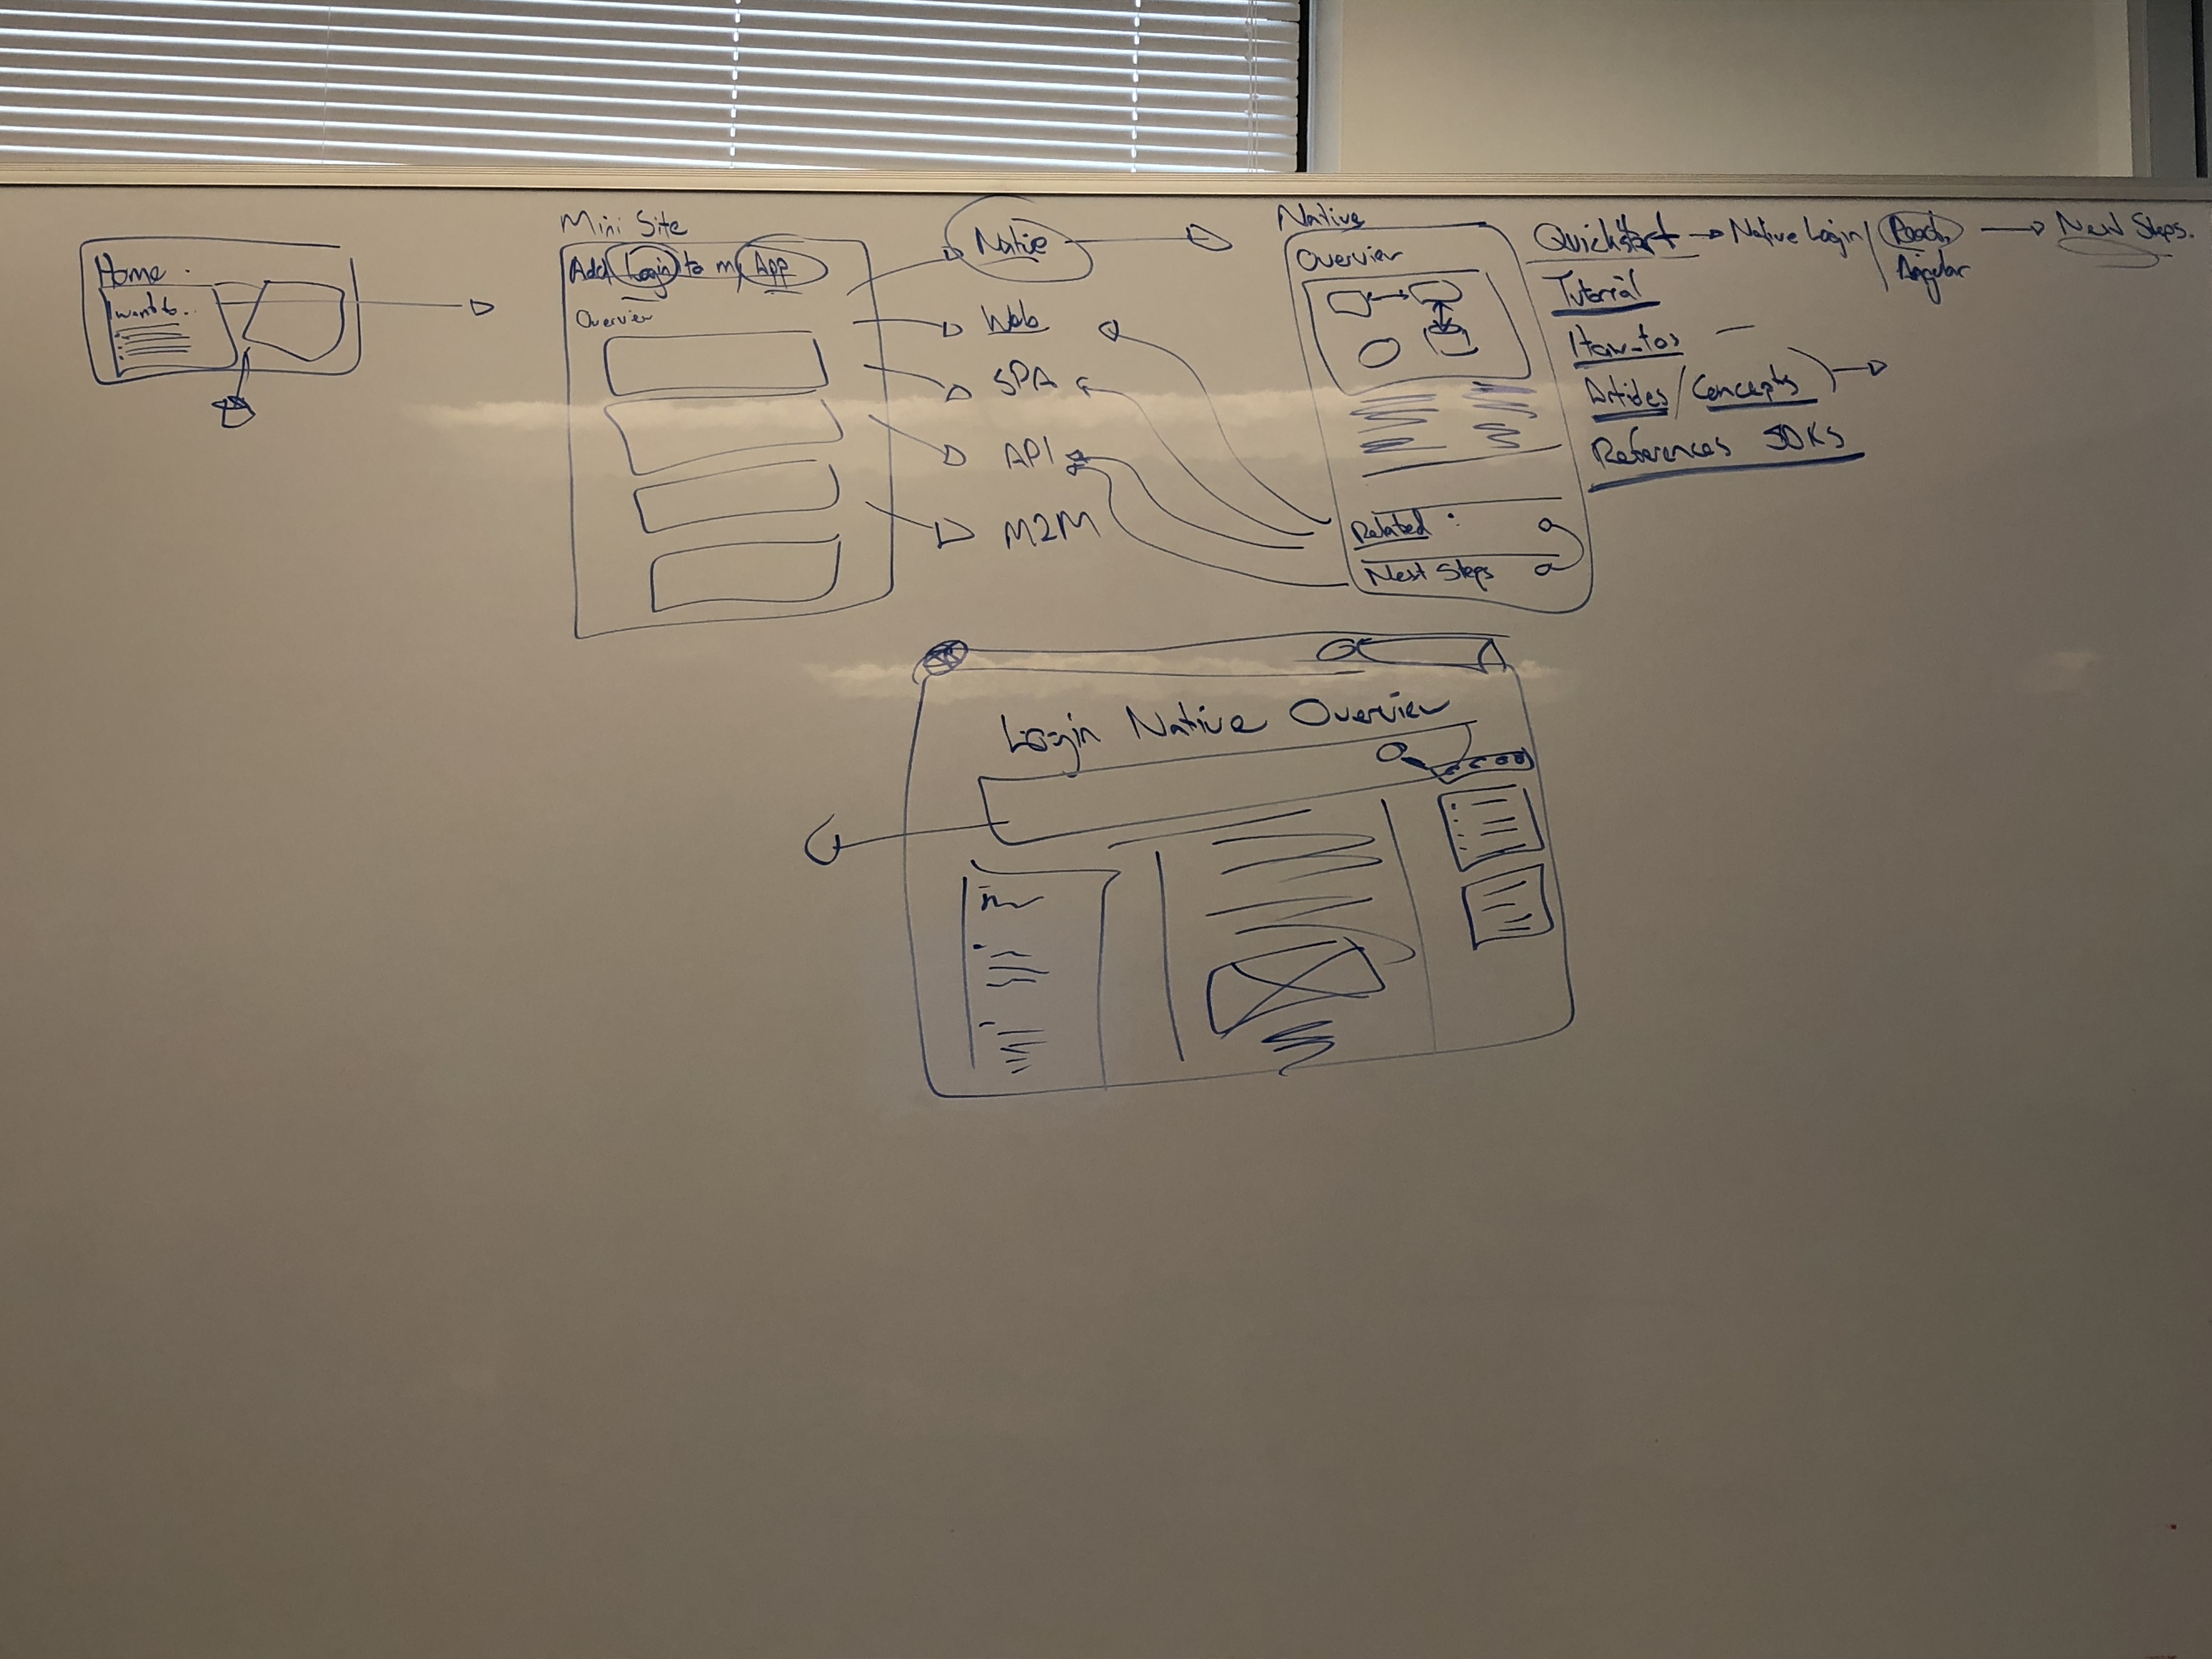 Home
I want to..
Mini Site
Add Login to my App
Overview
Native
Web
SPA
API
M2M
Native
Overview
Related :
Next Steps
Quickstart → Native Login / React
Angular
→ Next Steps.
Tutorial
How-tos
Articles / Concepts
References SDKs
Login Native Overview